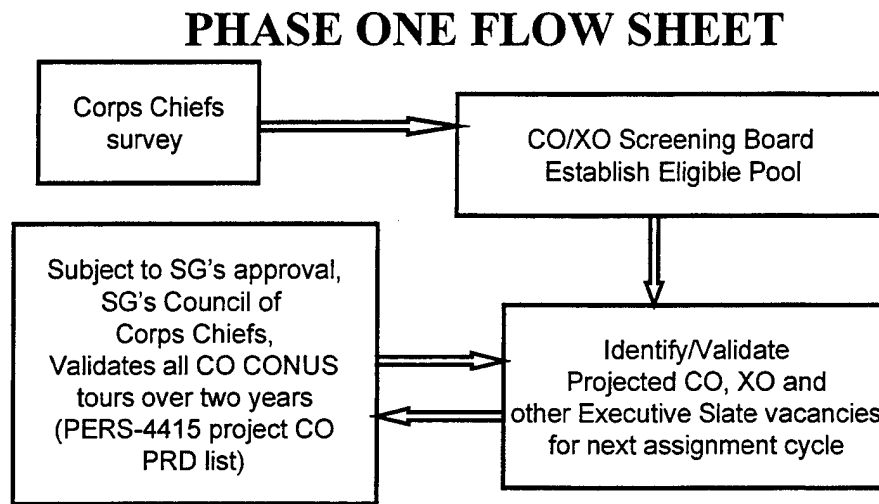 PHASE ONE FLOW SHEET
Corps Chiefs
survey
CO/XO Screening Board
Establish Eligible Pool
Subject to SG's approval,
SG's Council of
Corps Chiefs,
Validates all CO CONUS
tours over two years
(PERS-4415 project CO
PRD list)
Identify/Validate
Projected CO, XO and
other Executive Slate vacancies
for next assignment cycle